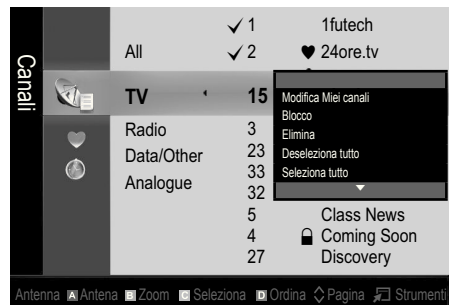 Canali
✓ 1 1futech
All ✓ 2 ♥ 24ore.tv
TV 15
Modifica Miei canali
Blocco
Elimina
Deseleziona tutto
Seleziona tutto
Radio 3
Data/Other 23
Analogue 33
32
5 Class News
4 Coming Soon
27 Discovery
Antenna A Antena B Zoom C Seleziona D Ordina Pagina Strumenti